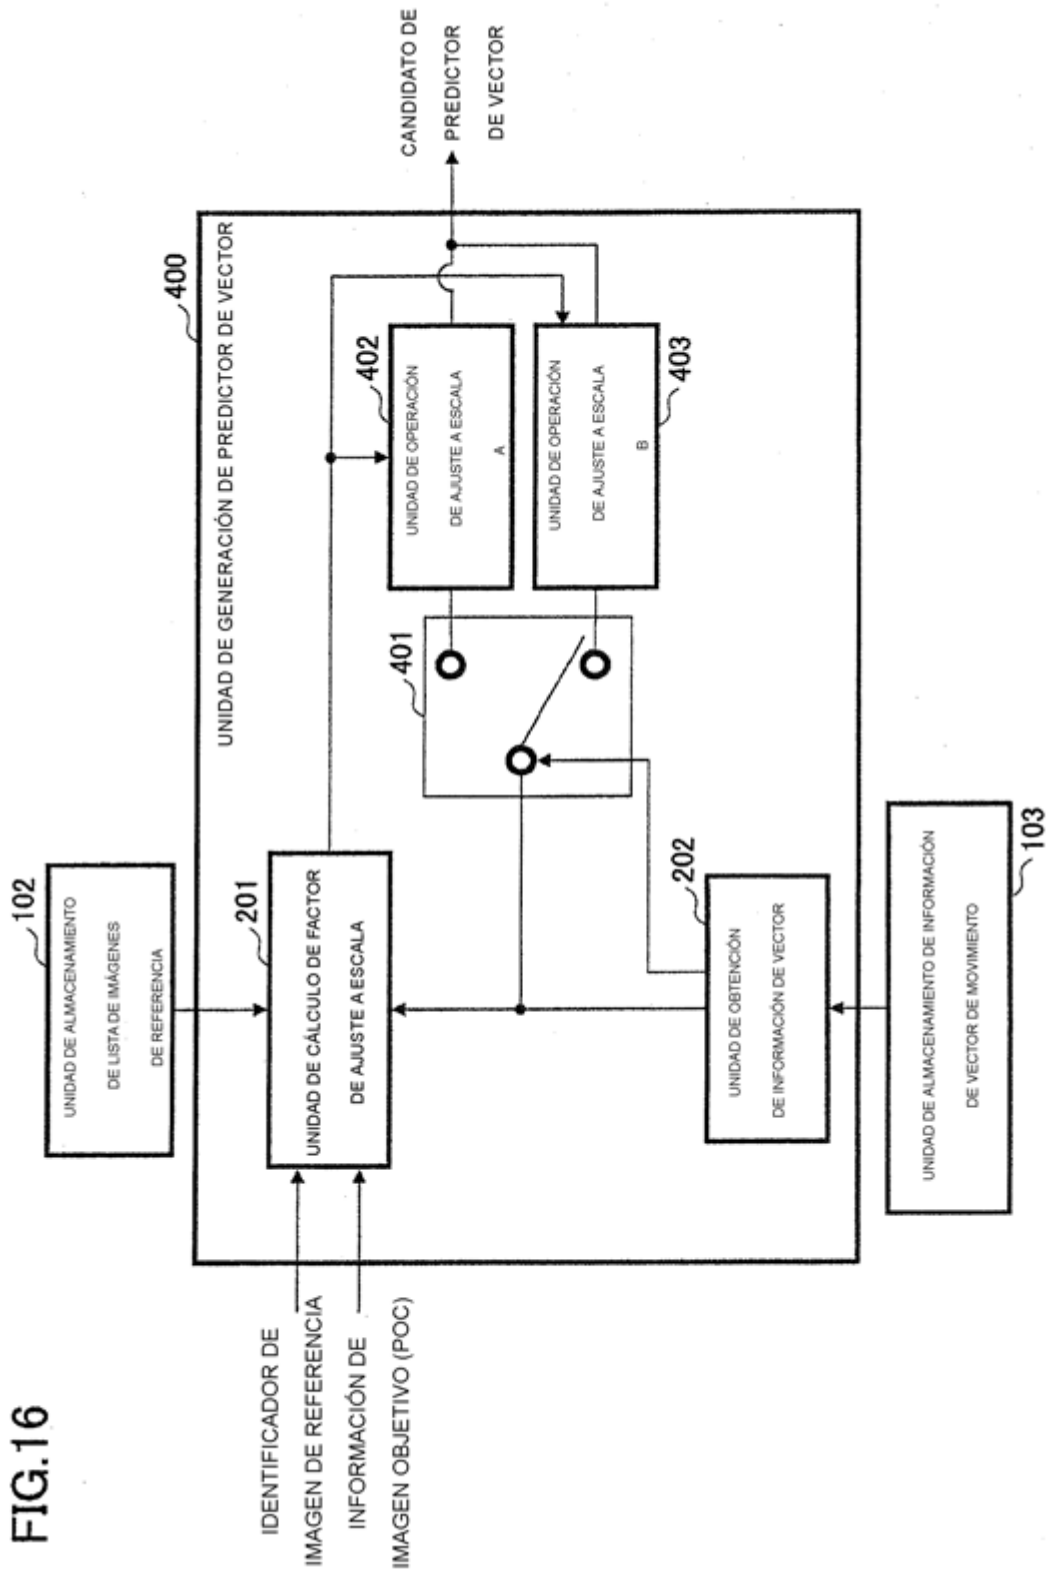 FIG.16
IDENTIFICADOR DE
IMAGEN DE REFERENCIA
INFORMACIÓN DE
IMAGEN OBJETIVO (POC)
102
UNIDAD DE ALMACENAMIENTO
DE LISTA DE IMÁGENES
DE REFERENCIA
400
UNIDAD DE GENERACIÓN DE PREDICTOR DE VECTOR
201
UNIDAD DE CÁLCULO DE FACTOR
DE AJUSTE A ESCALA
402
UNIDAD DE OPERACIÓN
DE AJUSTE A ESCALA
A
401
UNIDAD DE OPERACIÓN
DE AJUSTE A ESCALA
B
403
202
UNIDAD DE OBTENCIÓN
DE INFORMACIÓN DE VECTOR
UNIDAD DE ALMACENAMIENTO DE INFORMACIÓN
DE VECTOR DE MOVIMIENTO
103
CANDIDATO DE
PREDICTOR
DE VECTOR